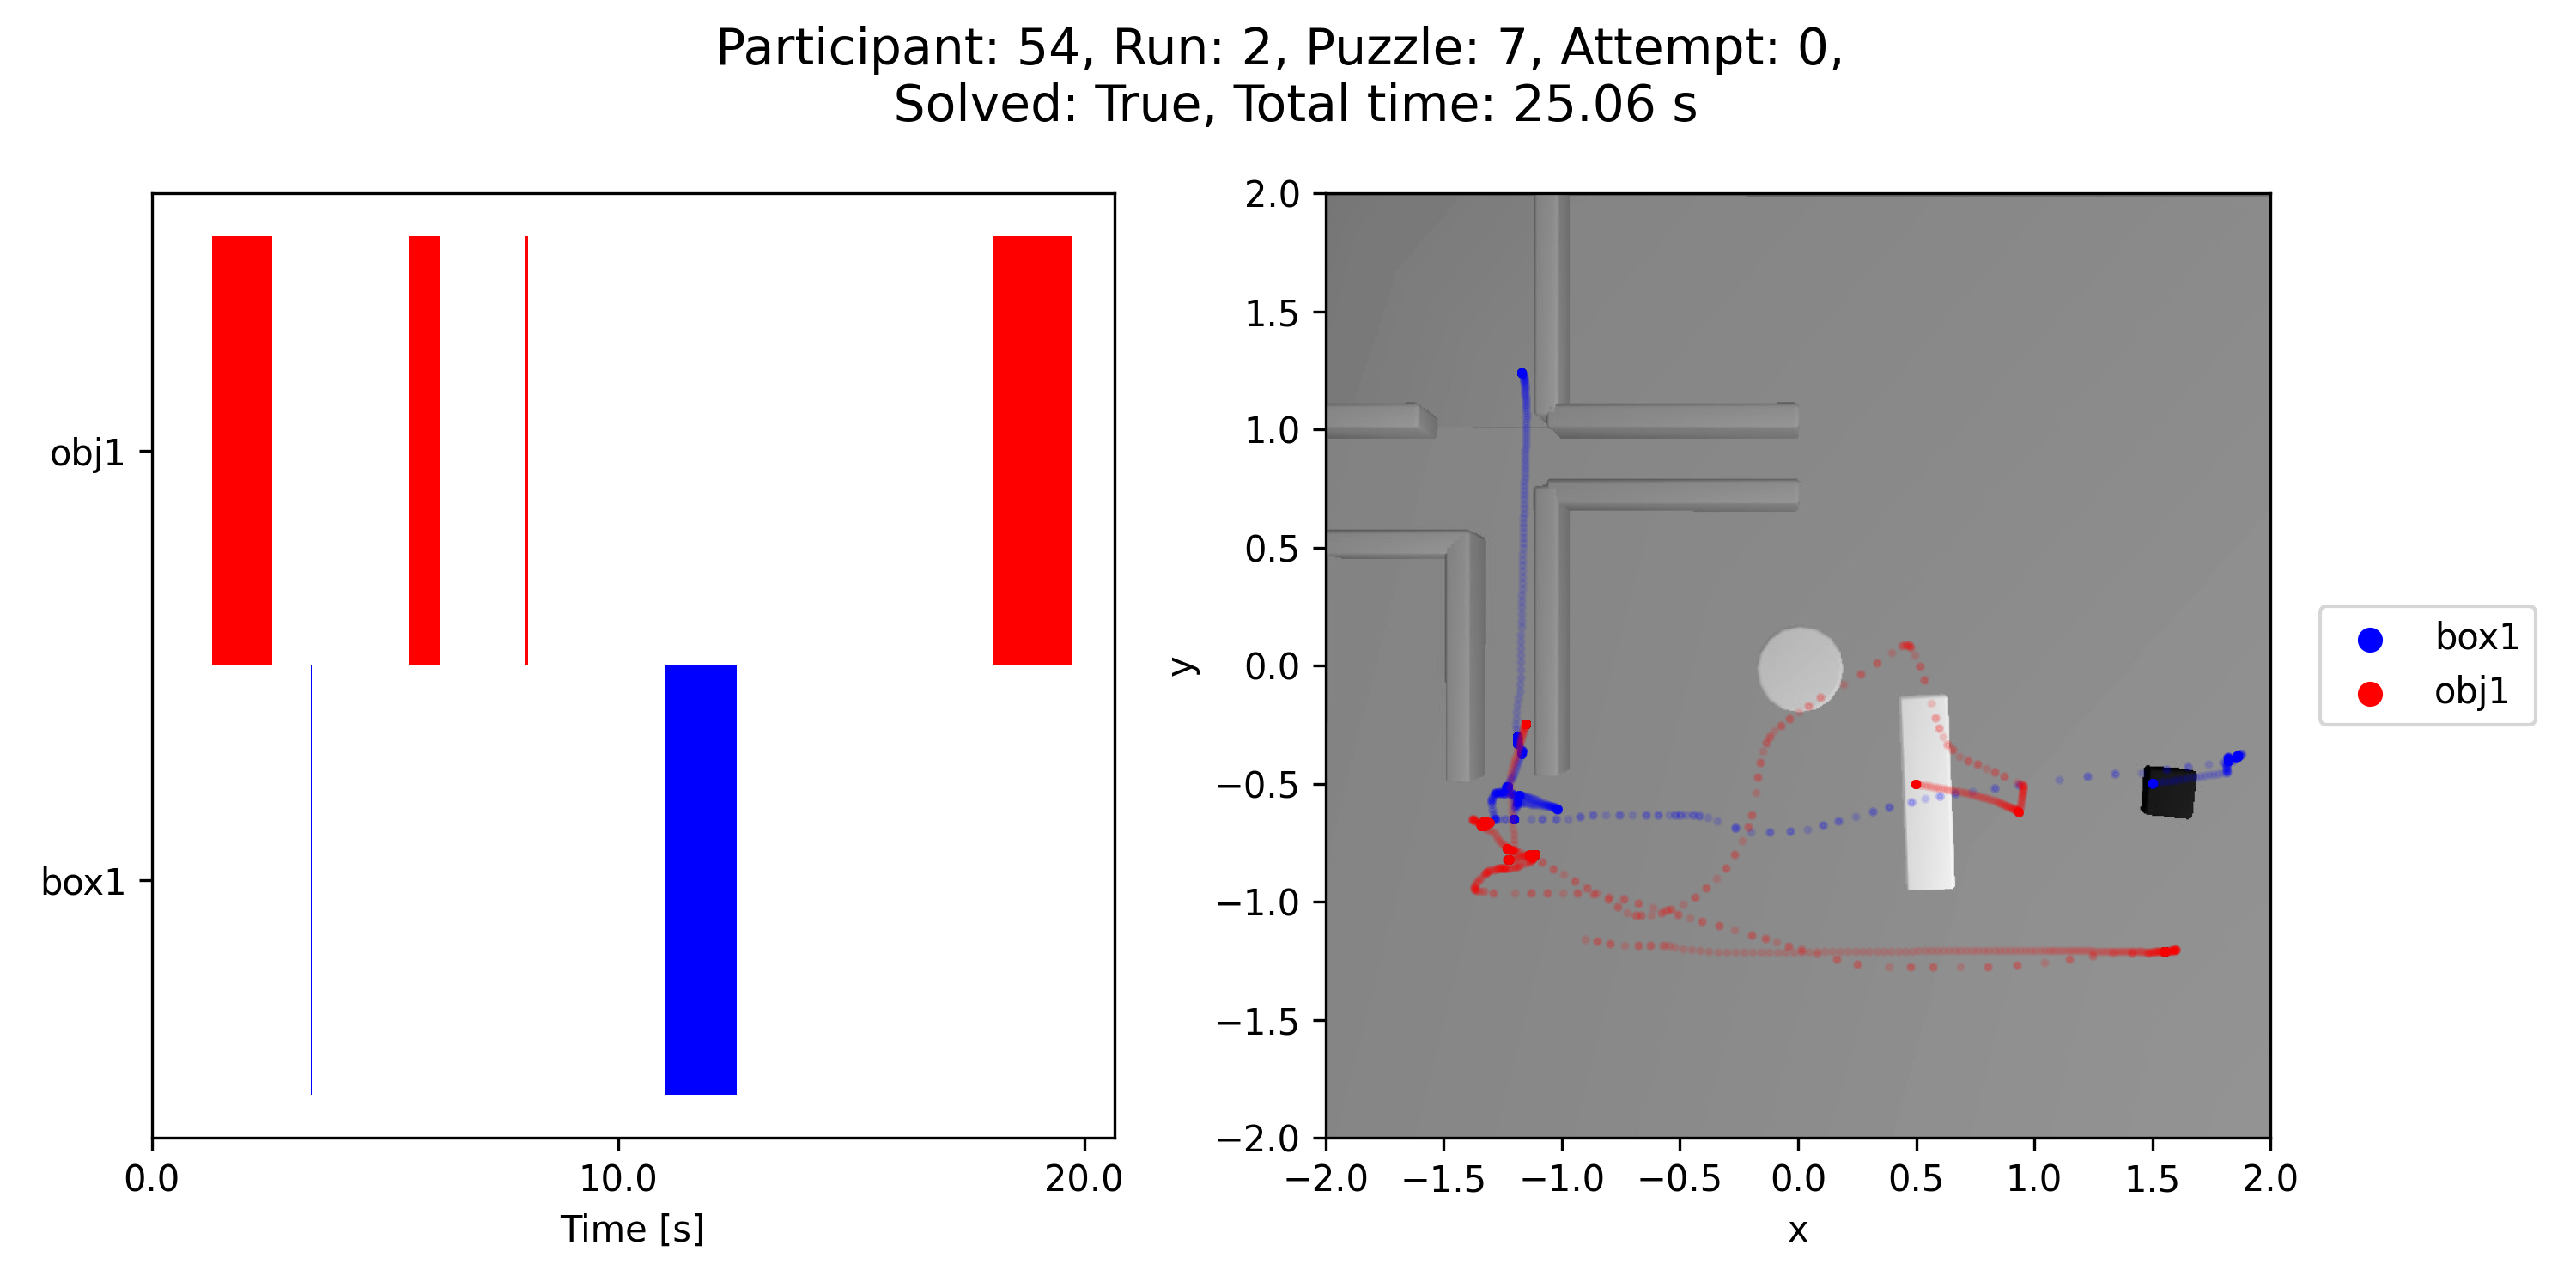 Participant: 54, Run: 2, Puzzle: 7, Attempt: 0,
Solved: True, Total time: 25.06 s
obj1
box1
0.0 10.0 20.0
Time [s]
2.0
1.5
1.0
0.5
0.0
−0.5
−1.0
−1.5
−2.0
y
−2.0 −1.5 −1.0 −0.5 0.0 0.5 1.0 1.5 2.0
x
box1
obj1